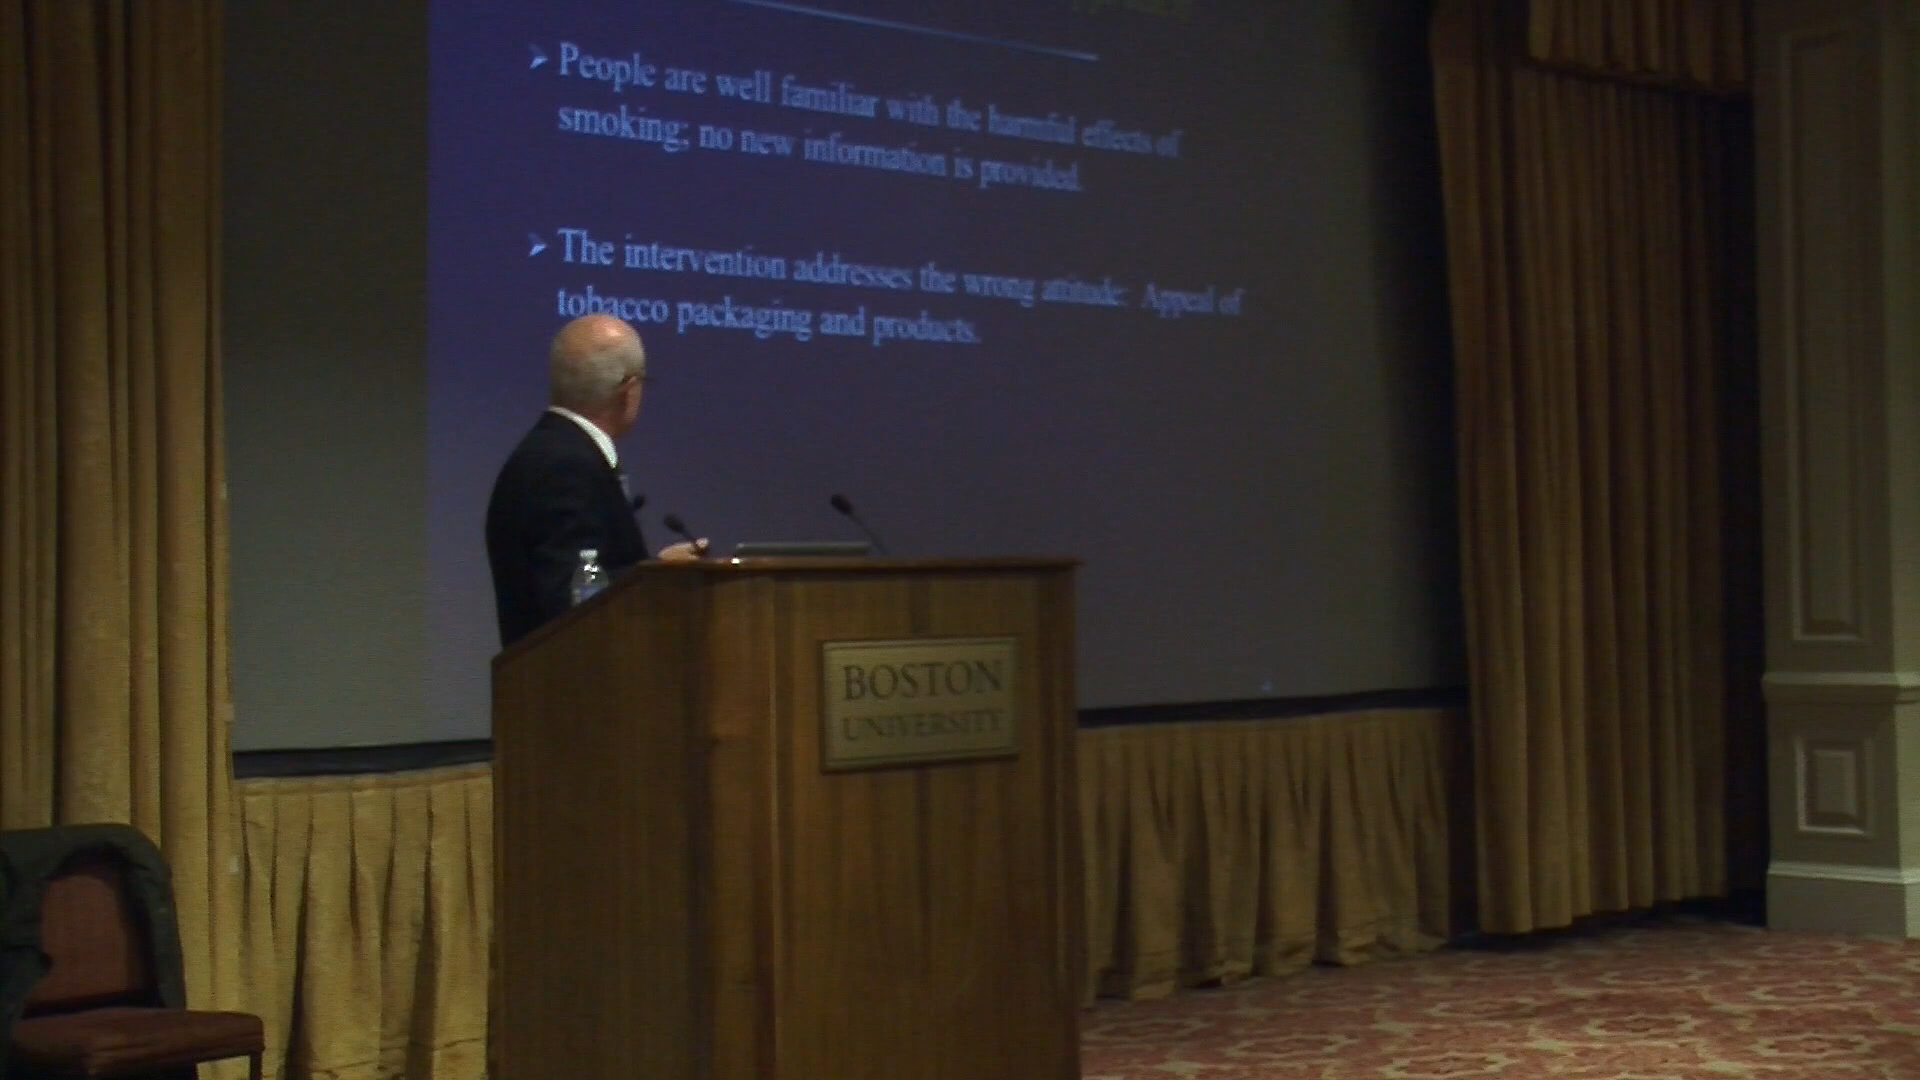 ➢ People are well familiar with the harmful effects of
smoking; no new information is provided.
➢ The intervention addresses the wrong attitude: Appeal of
tobacco packaging and products.
BOSTON
UNIVERSITY